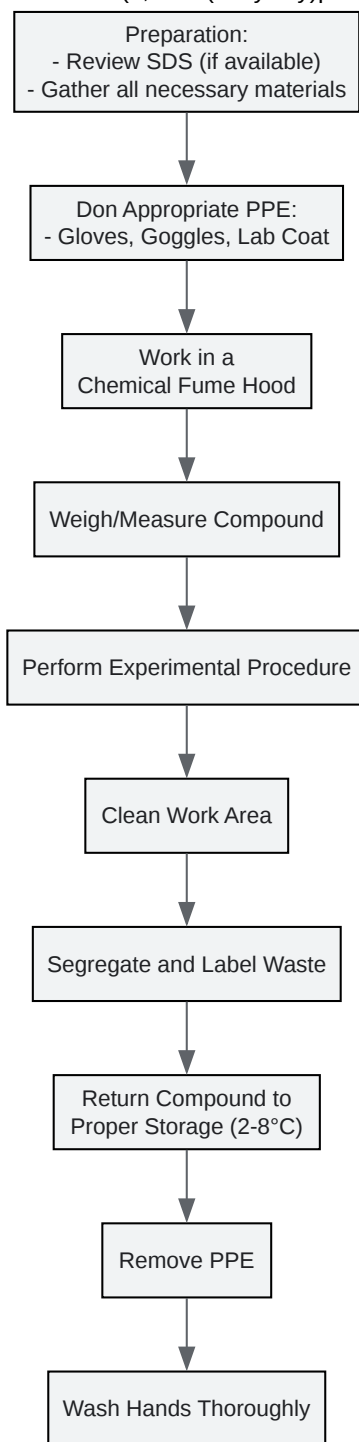 Preparation:
- Review SDS (if available)
- Gather all necessary materials
Don Appropriate PPE:
- Gloves, Goggles, Lab Coat
Work in a
Chemical Fume Hood
Weigh/Measure Compound
Perform Experimental Procedure
Clean Work Area
Segregate and Label Waste
Return Compound to
Proper Storage (2-8°C)
Remove PPE
Wash Hands Thoroughly